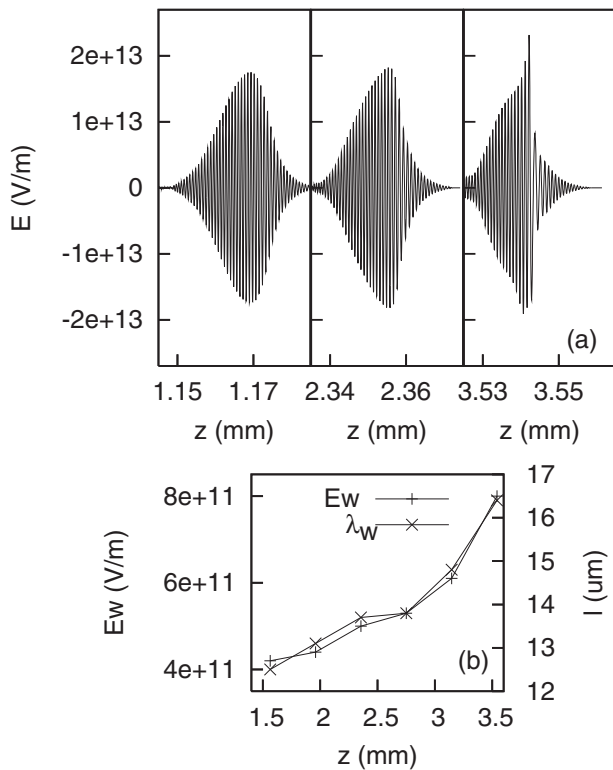 2e+13
1e+13
0
-1e+13
-2e+13
E (V/m)
(a)
1.15 1.17 2.34 2.36 3.53 3.55
z (mm) z (mm) z (mm)
8e+11
6e+11
4e+11
Ew (V/m)
Ew
λw
17
16
15
14
13
12
l (um)
(b)
1.5 2 2.5 3 3.5
z (mm)